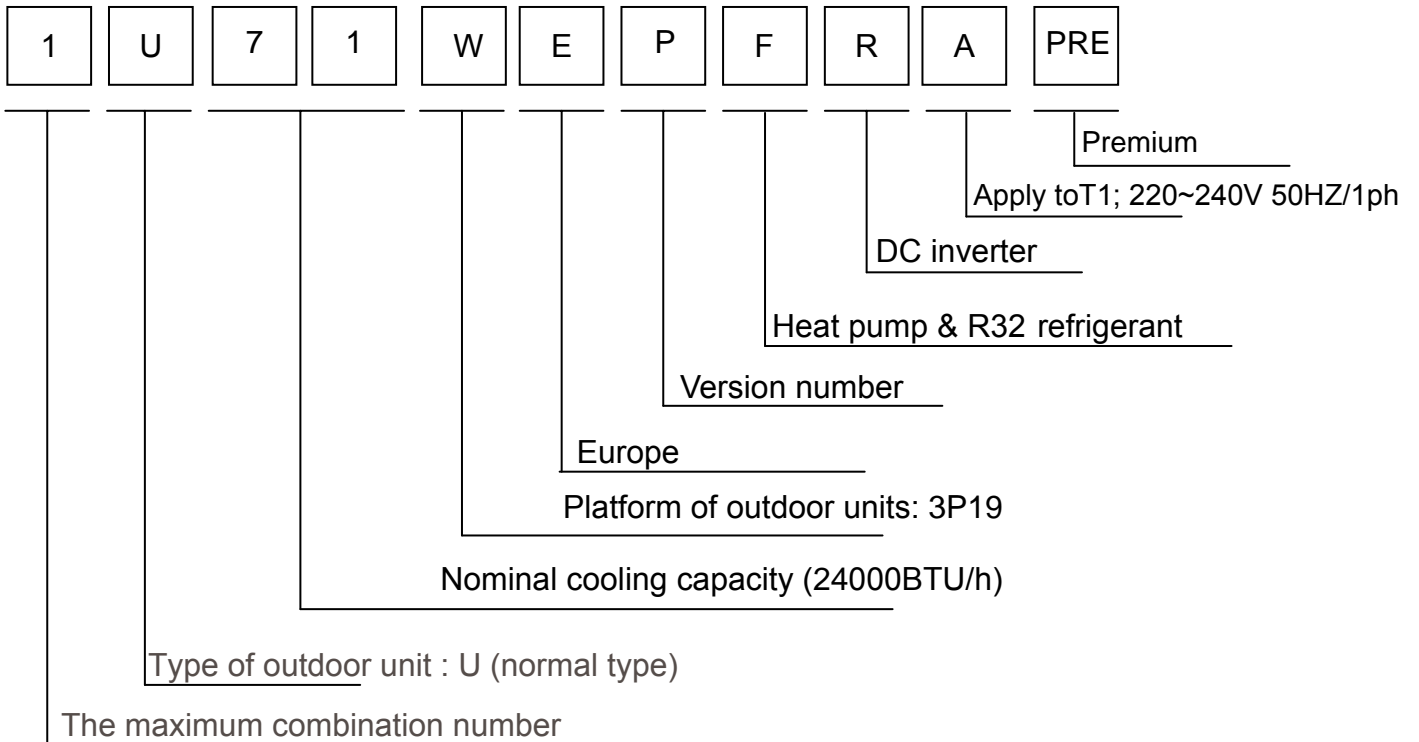 1 U 7 1 W E P F R A PRE
Premium
Apply toT1; 220~240V 50HZ/1ph
DC inverter
Heat pump & R32 refrigerant
Version number
Europe
Platform of outdoor units: 3P19
Nominal cooling capacity (24000BTU/h)
Type of outdoor unit : U (normal type)
The maximum combination number